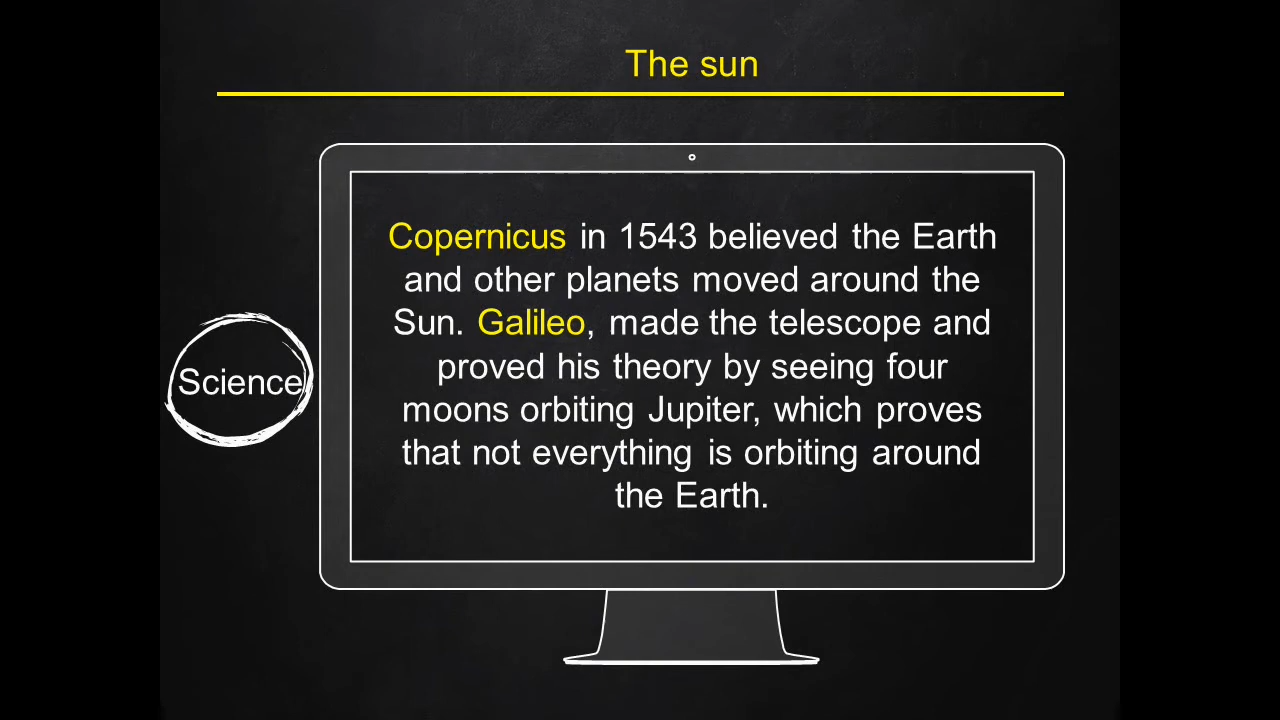 The sun
Copernicus in 1543 believed the Earth
and other planets moved around the
Sun. Galileo, made the telescope and
proved his theory by seeing four
moons orbiting Jupiter, which proves
that not everything is orbiting around
the Earth.
Science